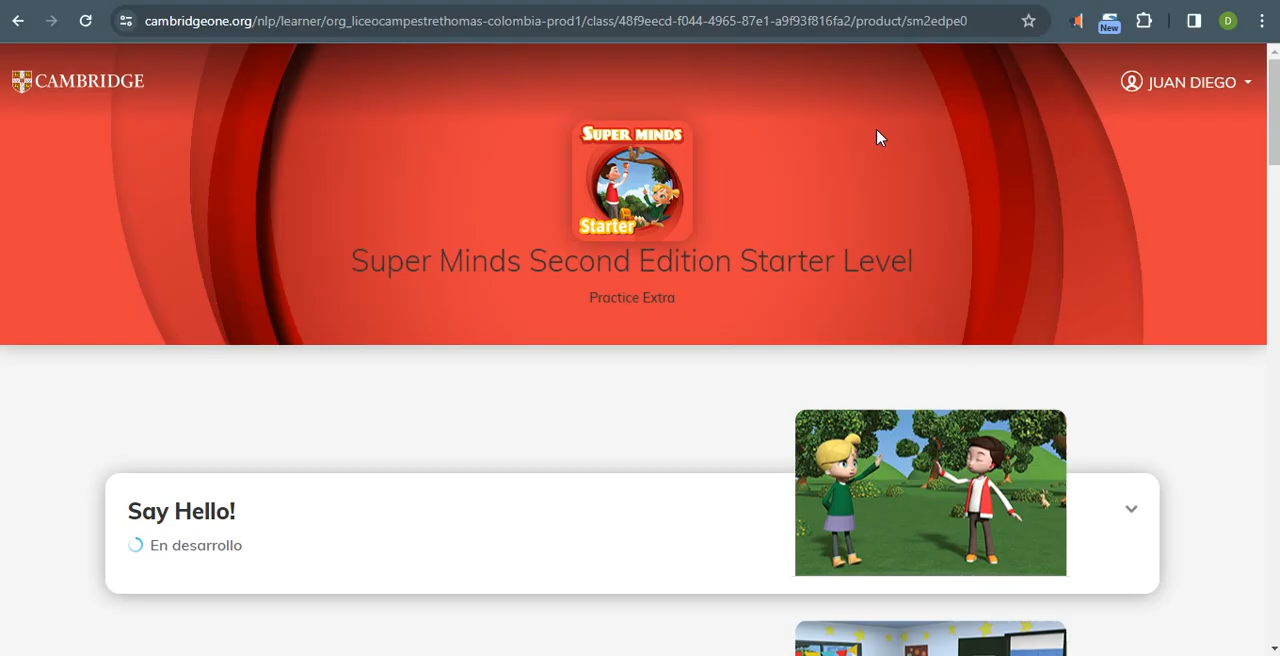 cambridgeone.org/nlp/learner/org_liceocampestrethomas-colombia-prod1/class/48f9eecd-f044-4965-87e1-a9f93f816fa2/product/sm2edpe0
New
D
CAMBRIDGE
JUAN DIEGO
SUPER MINDS
Starter
Super Minds Second Edition Starter Level
Practice Extra
Say Hello!
En desarrollo